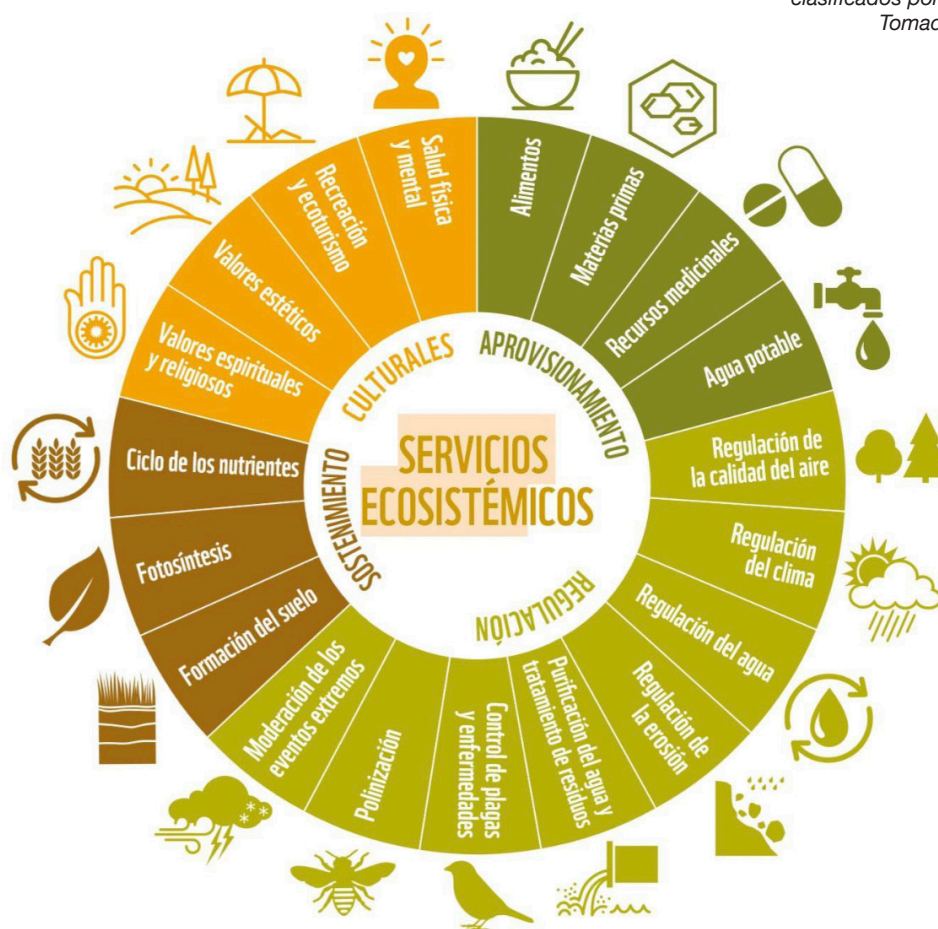 clasificados por
Tomad
SERVICIOS
ECOSISTÉMICOS
CULTURALES
APROVISIONAMIENTO
REGULACIÓN
SOSTENIMIENTO
Alimentos
Materias primas
Recursos medicinales
Agua potable
Regulación de
la calidad del aire
Regulación
del clima
Regulación del agua
Regulación de
la erosión
Purificación del agua y
tratamiento de residuos
Control de plagas
y enfermedades
Polinización
Moderación de los
eventos extremos
Formación del suelo
Fotosíntesis
Ciclo de los nutrientes
Valores espirituales
y religiosos
Valores estéticos
Recreación
y ecoturismo
Salud física
y mental